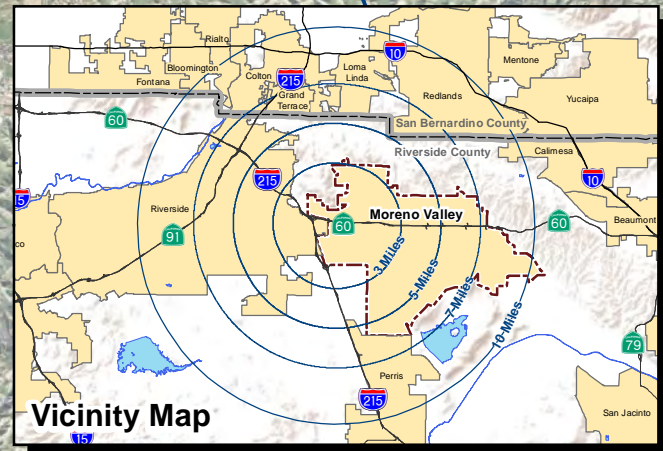 Rialto
10
Bloomington
Colton
Loma
Linda
Mentone
215
Fontana
Grand
Terrace
Redlands
Yucaipa
60
San Bernardino County
Riverside County
Calimesa
215
10
15
Riverside
Moreno Valley
60
60
Beaumont
91
co
3-Miles
5-Miles
7-Miles
10-Miles
79
Perris
215
San Jacinto
Vicinity Map
15